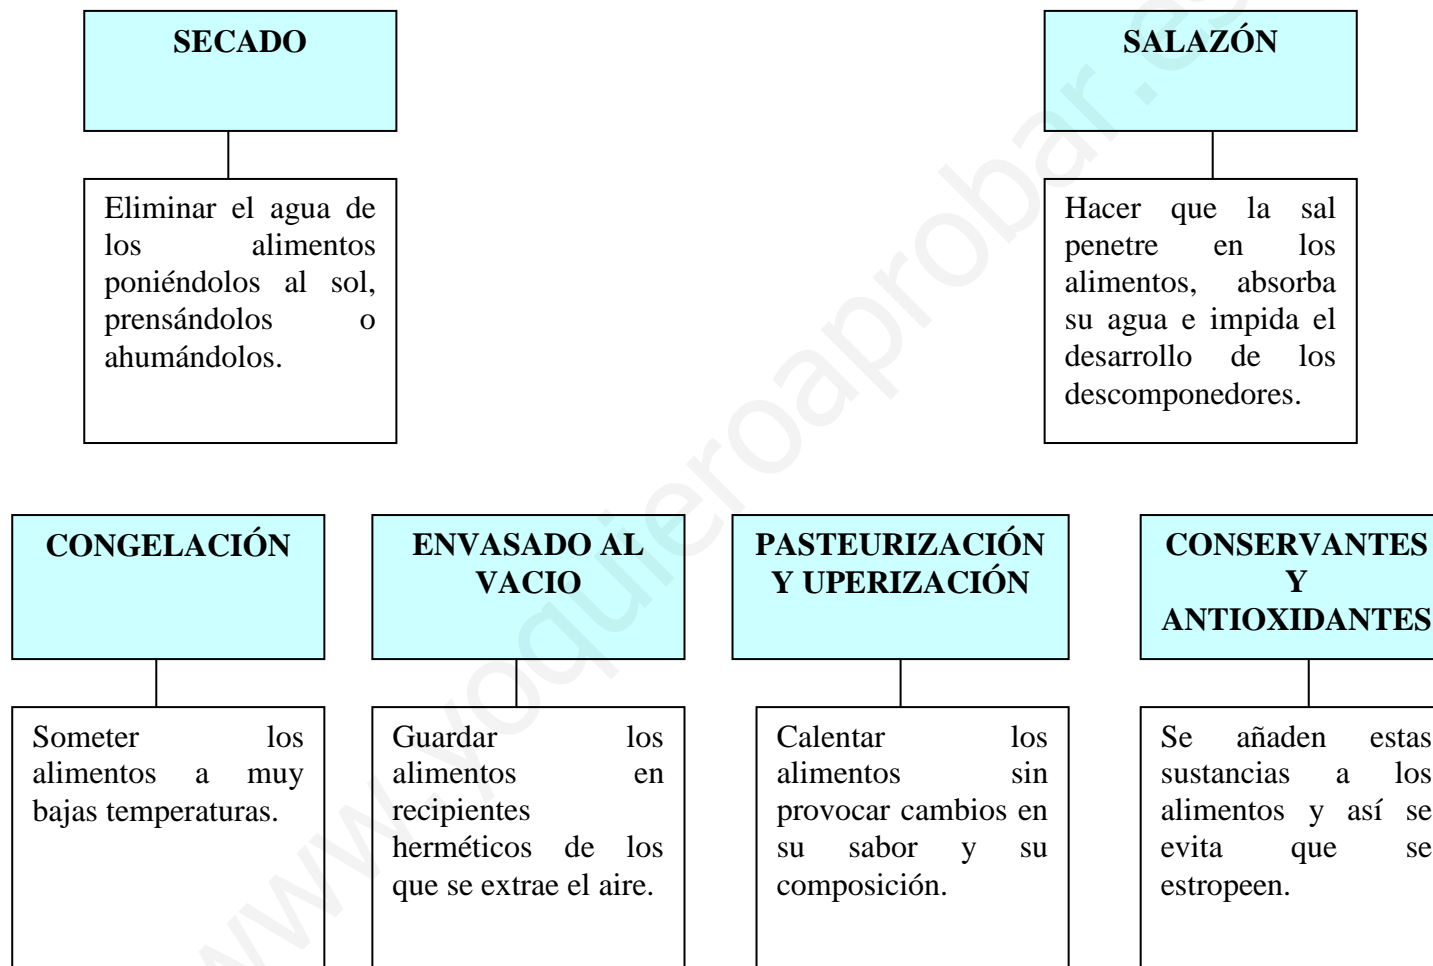 SECADO
Eliminar el agua de
los alimentos
poniéndolos al sol,
prensándolos o
ahumándolos.
SALAZÓN
Hacer que la sal
penetre en los
alimentos, absorba
su agua e impida el
desarrollo de los
descomponedores.
CONGELACIÓN
Someter los
alimentos a muy
bajas temperaturas.
ENVASADO AL
VACIO
Guardar los
alimentos en
recipientes
herméticos de los
que se extrae el aire.
PASTEURIZACIÓN
Y UPERIZACIÓN
Calentar los
alimentos sin
provocar cambios en
su sabor y su
composición.
CONSERVANTES
Y
ANTIOXIDANTES
Se añaden estas
sustancias a los
alimentos y así se
evita que se
estropeen.
www.yoquieroaprobar.es